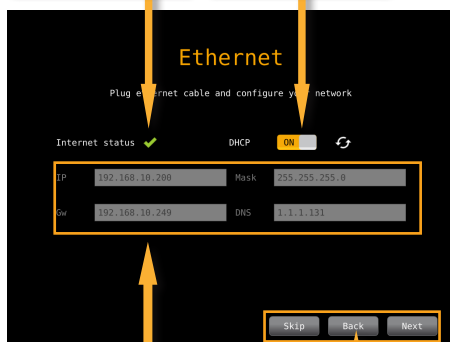 Ethernet
Plug ethernet cable and configure your network
Internet status DHCP ON
IP 192.168.10.200 Mask 255.255.255.0
Gw 192.168.10.249 DNS 1.1.1.131
Skip Back Next